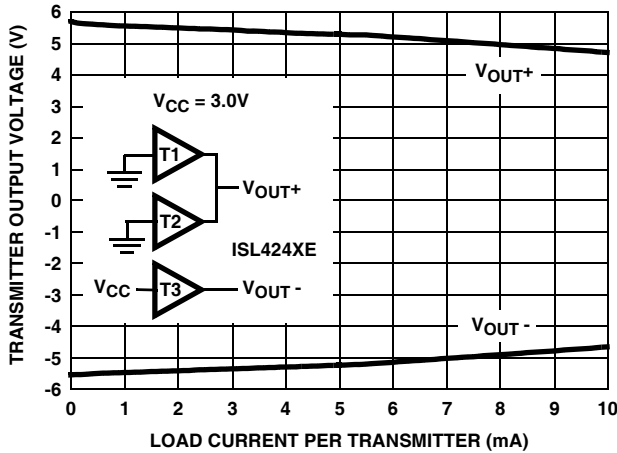 TRANSMITTER OUTPUT VOLTAGE (V)
6
5
4
3
2
1
0
-1
-2
-3
-4
-5
-6
VOUT+
VCC = 3.0V
T1
VOUT+
T2
ISL424XE
VCC
T3
VOUT -
VOUT -
0 1 2 3 4 5 6 7 8 9 10
LOAD CURRENT PER TRANSMITTER (mA)